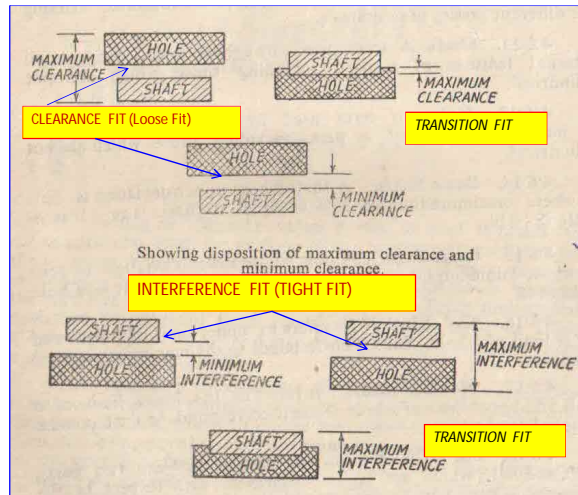 HOLE
MAXIMUM
CLEARANCE
SHAFT
SHAFT
HOLE
MAXIMUM
CLEARANCE
CLEARANCE FIT (Loose Fit)
TRANSITION FIT
HOLE
SHAFT
MINIMUM
CLEARANCE
Showing disposition of maximum clearance and
minimum clearance.
INTERFERENCE FIT (TIGHT FIT)
SHAFT
HOLE
MINIMUM
INTERFERENCE
SHAFT
HOLE
MAXIMUM
INTERFERENCE
SHAFT
HOLE
MAXIMUM
INTERFERENCE
TRANSITION FIT